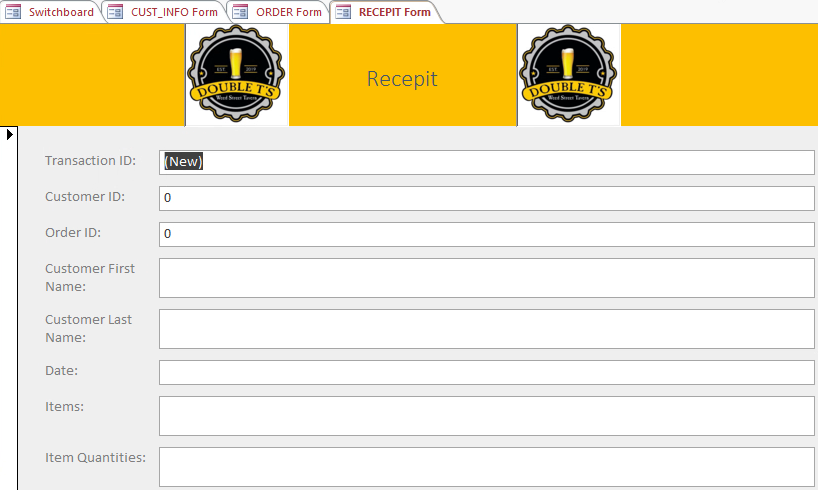 Switchboard CUST_INFO Form ORDER Form RECEPIT Form
EST. 2019
DOUBLE T'S
Ward Street Tavern
Recepit
EST. 2019
DOUBLE T'S
Ward Street Tavern
Transaction ID: (New)
Customer ID: 0
Order ID: 0
Customer First
Name:
Customer Last
Name:
Date:
Items:
Item Quantities: